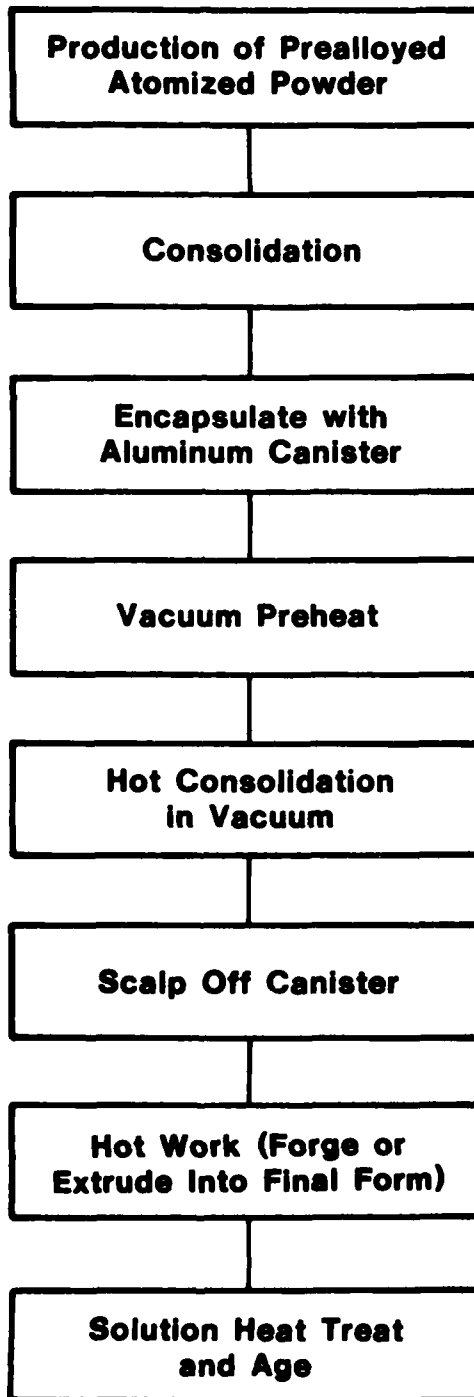 Production of Prealloyed
Atomized Powder
Consolidation
Encapsulate with
Aluminum Canister
Vacuum Preheat
Hot Consolidation
in Vacuum
Scalp Off Canister
Hot Work (Forge or
Extrude Into Final Form)
Solution Heat Treat
and Age